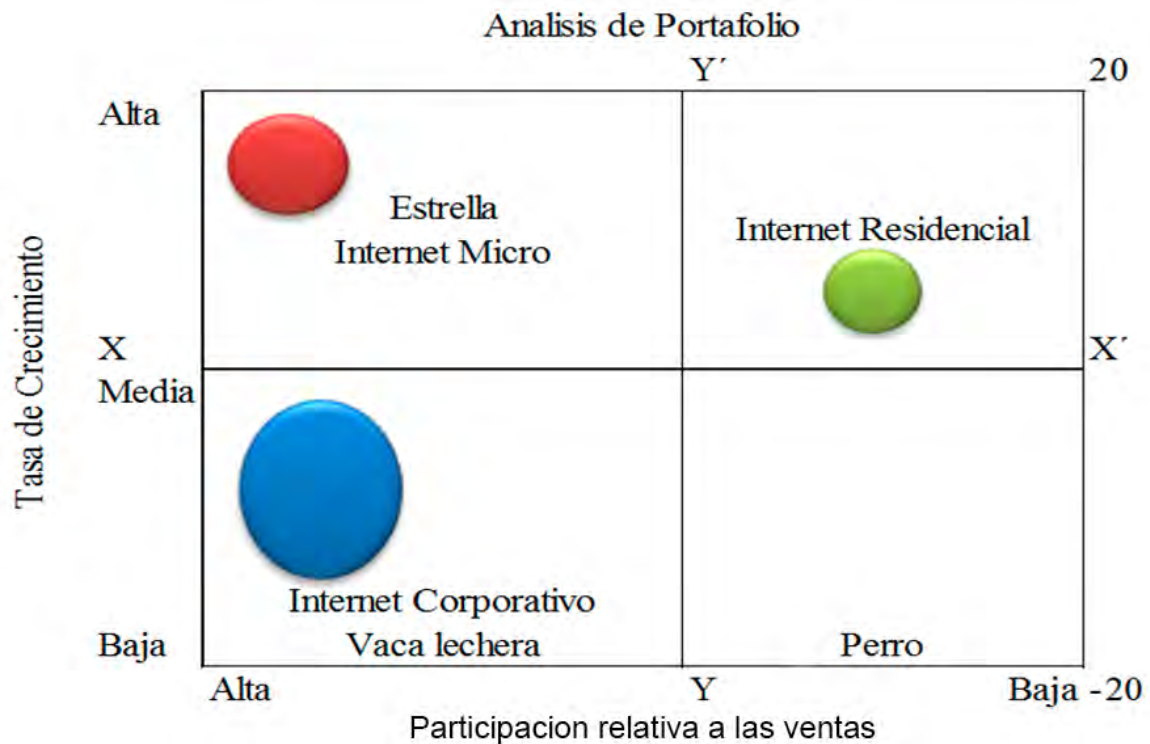 Analisis de Portafolio
Y´
20
Alta
Estrella
Internet Micro
Internet Residencial
Tasa de Crecimiento
X
X´
Media
Internet Corporativo
Baja
Vaca lechera
Perro
Alta
Y
Baja -20
Participacion relativa a las ventas